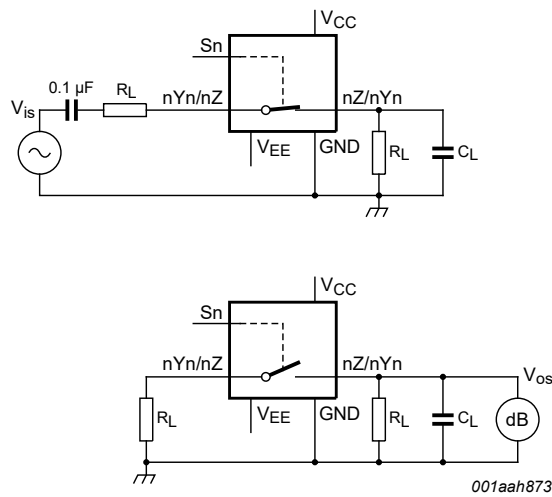 VCC
Sn
0.1 μF
RL
nYn/nZ
nZ/nYn
Vis
VEE
GND
RL
CL
VCC
Sn
nYn/nZ
nZ/nYn
Vos
RL
VEE
GND
RL
CL
dB
001aah873